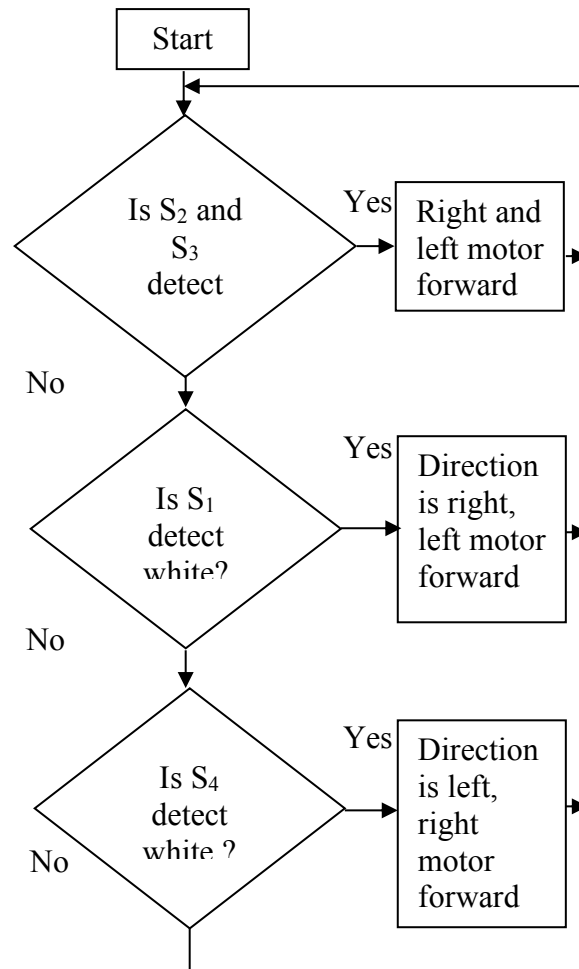 Start
Is S₂ and
S₃
detect
Yes
Right and
left motor
forward
No
Is S₁
detect
white?
Yes
Direction
is right,
left motor
forward
No
Is S₄
detect
white ?
Yes
Direction
is left,
right
motor
forward
No